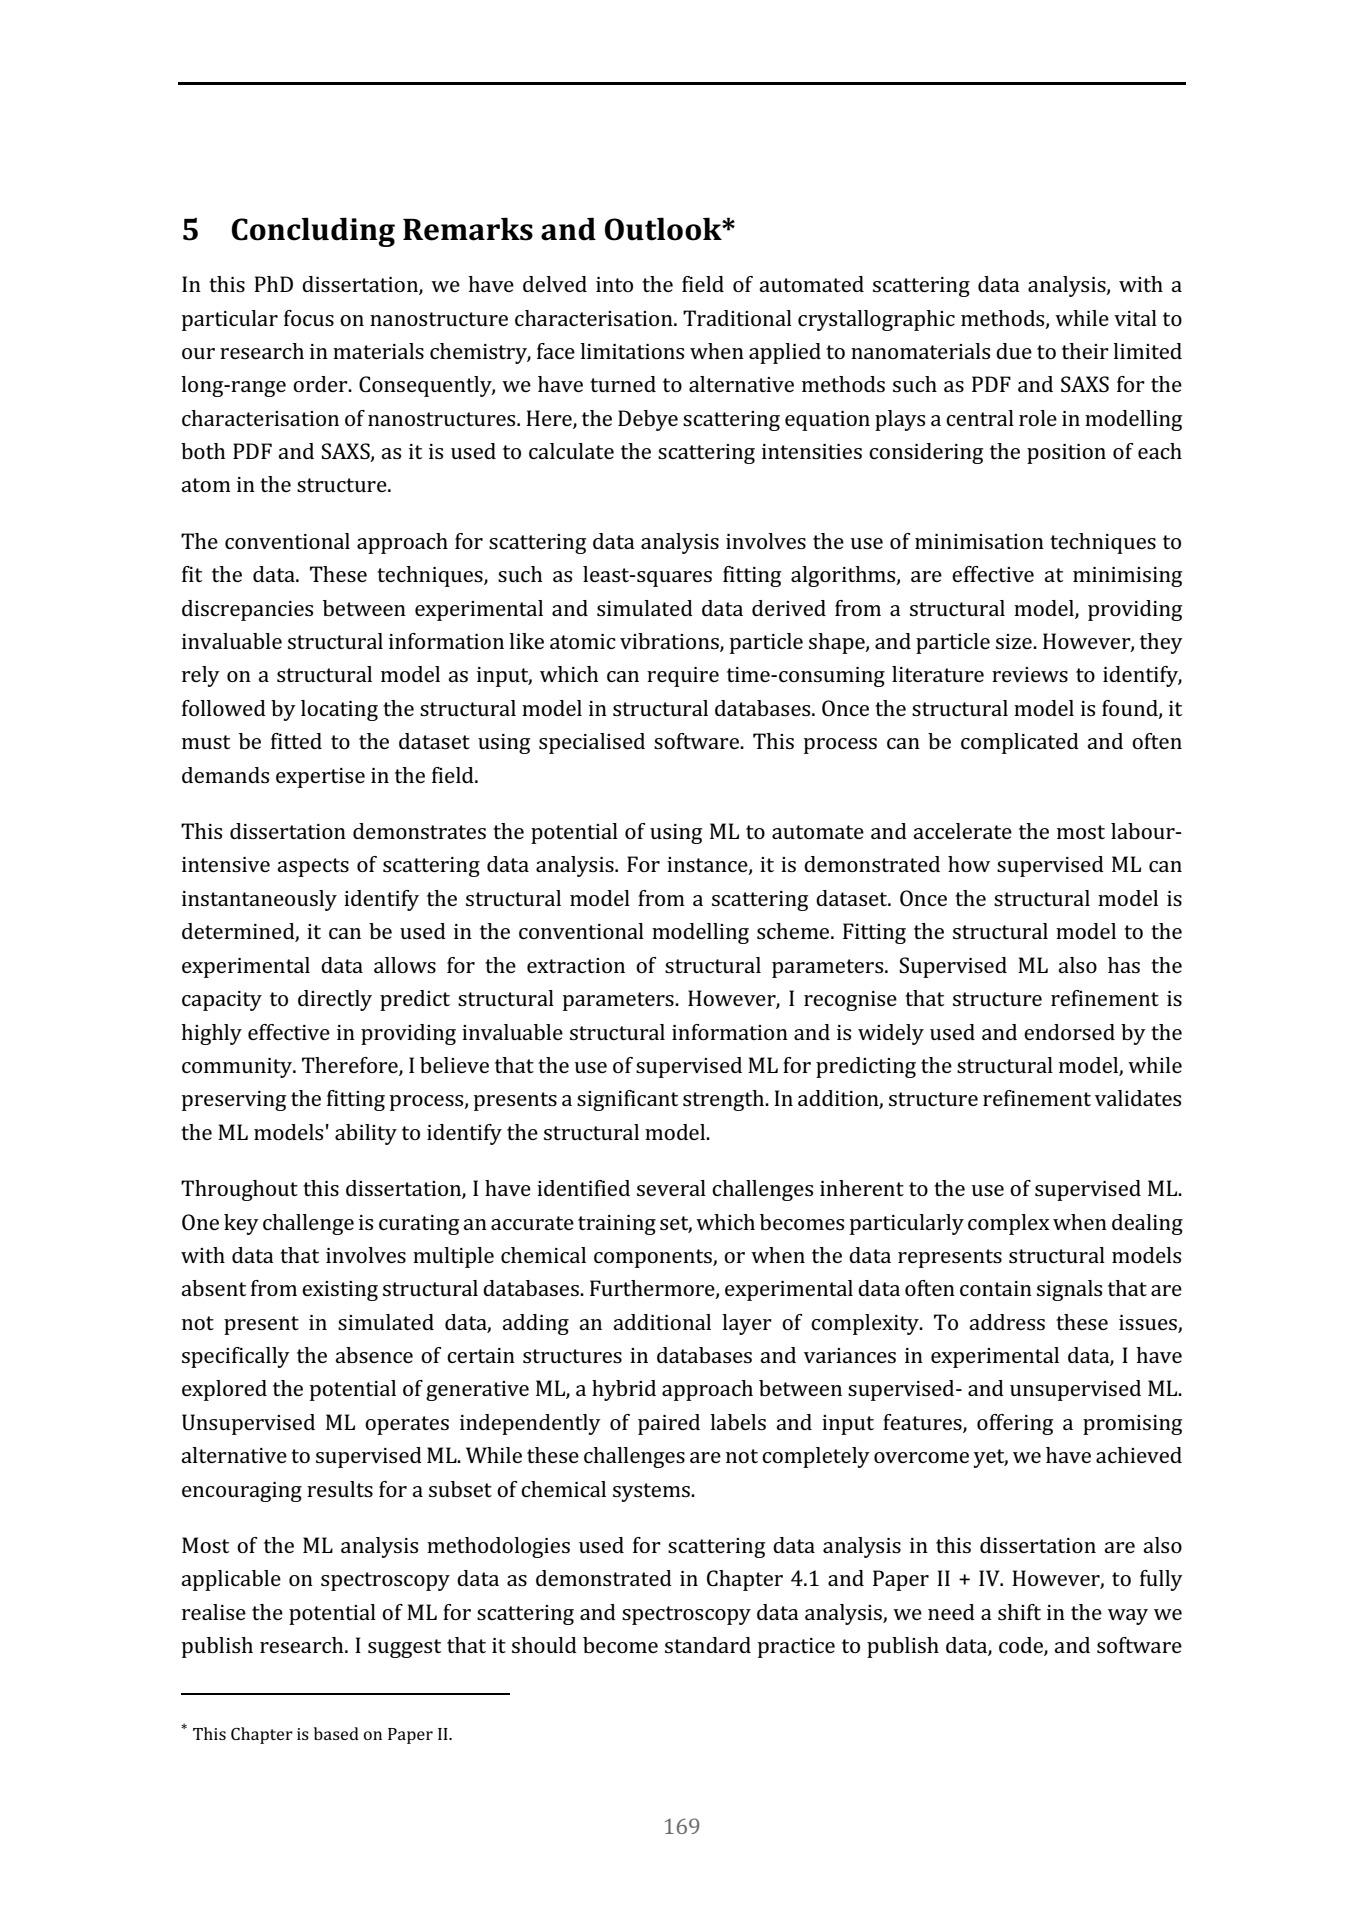 5 Concluding Remarks and Outlook*
In this PhD dissertation, we have delved into the field of automated scattering data analysis, with a
particular focus on nanostructure characterisation. Traditional crystallographic methods, while vital to
our research in materials chemistry, face limitations when applied to nanomaterials due to their limited
long-range order. Consequently, we have turned to alternative methods such as PDF and SAXS for the
characterisation of nanostructures. Here, the Debye scattering equation plays a central role in modelling
both PDF and SAXS, as it is used to calculate the scattering intensities considering the position of each
atom in the structure.
The conventional approach for scattering data analysis involves the use of minimisation techniques to
fit the data. These techniques, such as least-squares fitting algorithms, are effective at minimising
discrepancies between experimental and simulated data derived from a structural model, providing
invaluable structural information like atomic vibrations, particle shape, and particle size. However, they
rely on a structural model as input, which can require time-consuming literature reviews to identify,
followed by locating the structural model in structural databases. Once the structural model is found, it
must be fitted to the dataset using specialised software. This process can be complicated and often
demands expertise in the field.
This dissertation demonstrates the potential of using ML to automate and accelerate the most labour-
intensive aspects of scattering data analysis. For instance, it is demonstrated how supervised ML can
instantaneously identify the structural model from a scattering dataset. Once the structural model is
determined, it can be used in the conventional modelling scheme. Fitting the structural model to the
experimental data allows for the extraction of structural parameters. Supervised ML also has the
capacity to directly predict structural parameters. However, I recognise that structure refinement is
highly effective in providing invaluable structural information and is widely used and endorsed by the
community. Therefore, I believe that the use of supervised ML for predicting the structural model, while
preserving the fitting process, presents a significant strength. In addition, structure refinement validates
the ML models' ability to identify the structural model.
Throughout this dissertation, I have identified several challenges inherent to the use of supervised ML.
One key challenge is curating an accurate training set, which becomes particularly complex when dealing
with data that involves multiple chemical components, or when the data represents structural models
absent from existing structural databases. Furthermore, experimental data often contain signals that are
not present in simulated data, adding an additional layer of complexity. To address these issues,
specifically the absence of certain structures in databases and variances in experimental data, I have
explored the potential of generative ML, a hybrid approach between supervised- and unsupervised ML.
Unsupervised ML operates independently of paired labels and input features, offering a promising
alternative to supervised ML. While these challenges are not completely overcome yet, we have achieved
encouraging results for a subset of chemical systems.
Most of the ML analysis methodologies used for scattering data analysis in this dissertation are also
applicable on spectroscopy data as demonstrated in Chapter 4.1 and Paper II + IV. However, to fully
realise the potential of ML for scattering and spectroscopy data analysis, we need a shift in the way we
publish research. I suggest that it should become standard practice to publish data, code, and software
* This Chapter is based on Paper II.
169